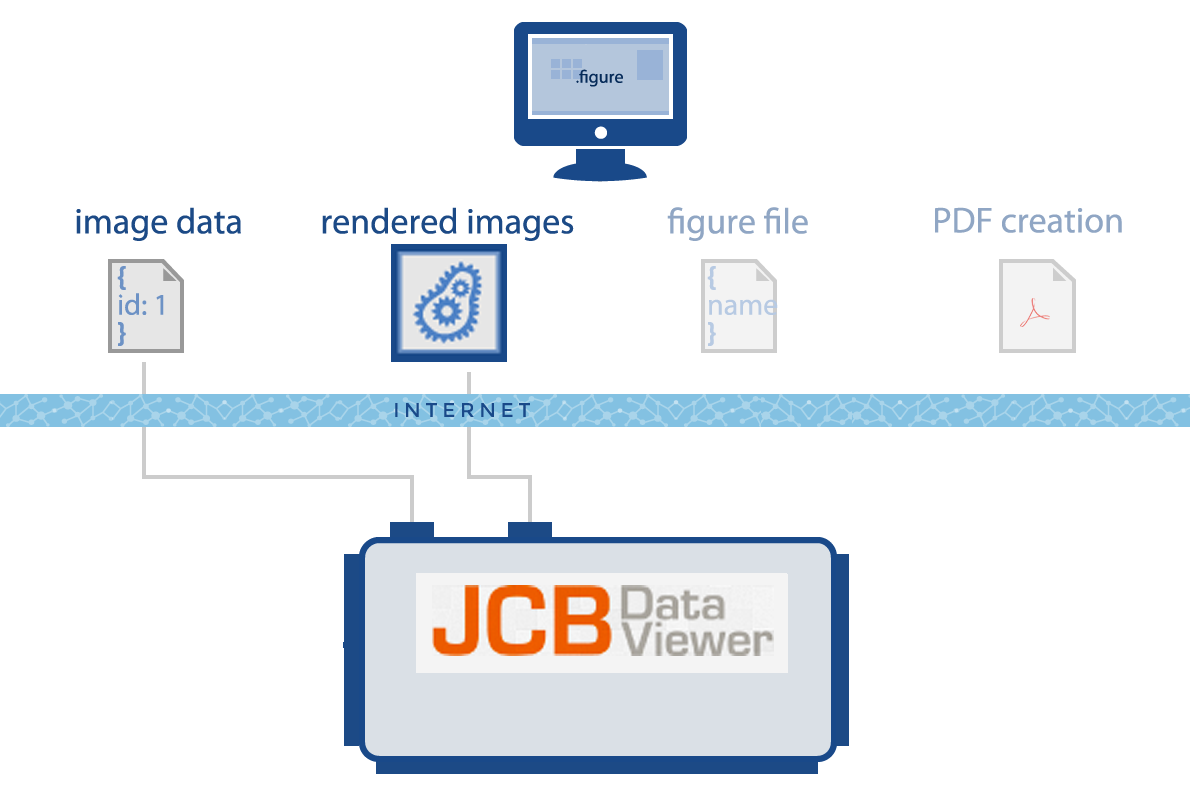 .figure
image data
rendered images
figure file
PDF creation
{
id: 1
}
{
name
}
INTERNET
JCB Data
Viewer